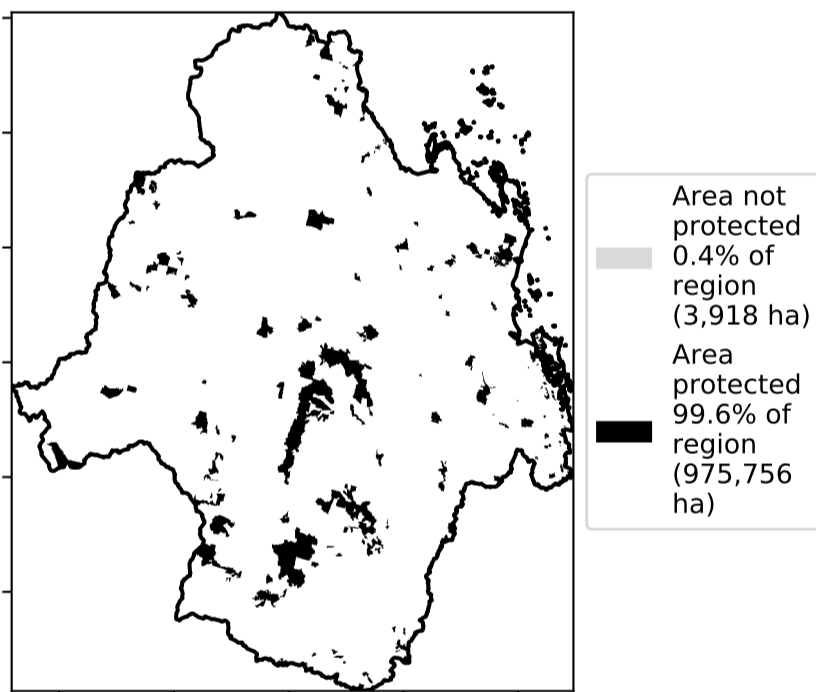 Area not
protected
0.4% of
region
(3,918 ha)
Area
protected
99.6% of
region
(975,756
ha)